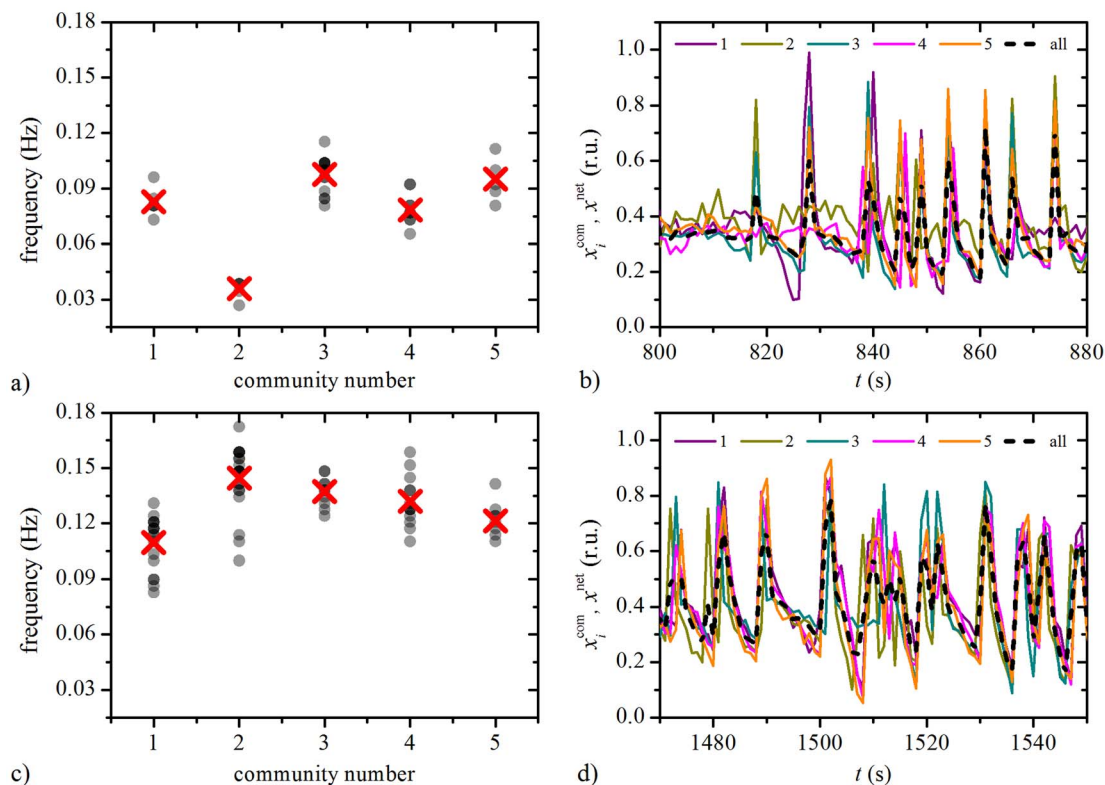 0.18
0.15
0.12
0.09
0.06
0.03
frequency (Hz)
1 2 3 4 5
community number
a)
1 2 3 4 5 all
1.0
0.8
0.6
0.4
0.2
0.0
x_i^com, x^net (r.u.)
800 820 840 860 880
t (s)
b)
0.18
0.15
0.12
0.09
0.06
0.03
frequency (Hz)
1 2 3 4 5
community number
c)
1 2 3 4 5 all
1.0
0.8
0.6
0.4
0.2
0.0
x_i^com, x^net (r.u.)
1480 1500 1520 1540
t (s)
d)